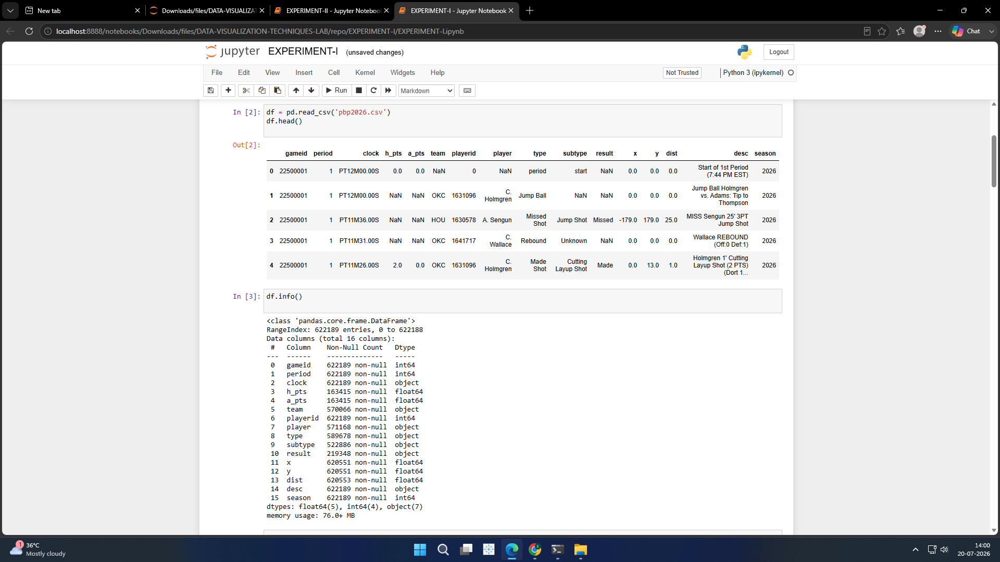 New tab
Downloads/files/DATA-VISUALIZAT
EXPERIMENT-II - Jupyter Notebook
EXPERIMENT-I - Jupyter Notebook
localhost:8888/notebooks/Downloads/files/DATA-VISUALIZATION-TECHNIQUES-LAB/repo/EXPERIMENT-I/EXPERIMENT-I.ipynb
Chat
jupyter EXPERIMENT-I (unsaved changes)
Logout
File Edit View Insert Cell Kernel Widgets Help
Not Trusted
Python 3 (ipykernel)
Run
Markdown
In [2]: df = pd.read_csv('pbp2026.csv')
df.head()
Out[2]:
gameid period clock h_pts a_pts team playerid player type subtype result x y dist desc season
0 22500001 1 PT12M00.00S 0.0 0.0 NaN 0 NaN period start NaN 0.0 0.0 0.0 Start of 1st Period (7:44 PM EST) 2026
1 22500001 1 PT12M00.00S NaN NaN OKC 1631096 C. Holmgren Jump Ball NaN NaN 0.0 0.0 0.0 Jump Ball Holmgren vs. Adams: Tip to Thompson 2026
2 22500001 1 PT11M36.00S NaN NaN HOU 1630578 A. Sengun Missed Shot Jump Shot Missed -179.0 179.0 25.0 MISS Sengun 25' 3PT Jump Shot 2026
3 22500001 1 PT11M31.00S NaN NaN OKC 1641717 C. Wallace Rebound Unknown NaN 0.0 0.0 0.0 Wallace REBOUND (Off:0 Def:1) 2026
4 22500001 1 PT11M26.00S 2.0 0.0 OKC 1631096 C. Holmgren Made Shot Cutting Layup Shot Made 0.0 13.0 1.0 Holmgren 1' Cutting Layup Shot (2 PTS) (Dort 1... 2026
In [3]: df.info()
<class 'pandas.core.frame.DataFrame'>
RangeIndex: 622189 entries, 0 to 622188
Data columns (total 16 columns):
# Column Non-Null Count Dtype
--- ------ -------------- -----
0 gameid 622189 non-null int64
1 period 622189 non-null int64
2 clock 622189 non-null object
3 h_pts 163415 non-null float64
4 a_pts 163415 non-null float64
5 team 570066 non-null object
6 playerid 622189 non-null int64
7 player 571168 non-null object
8 type 589678 non-null object
9 subtype 522886 non-null object
10 result 219348 non-null object
11 x 620551 non-null float64
12 y 620551 non-null float64
13 dist 620553 non-null float64
14 desc 622189 non-null object
15 season 622189 non-null int64
dtypes: float64(5), int64(4), object(7)
memory usage: 76.0+ MB
1
36°C
Mostly cloudy
14:00
20-07-2026